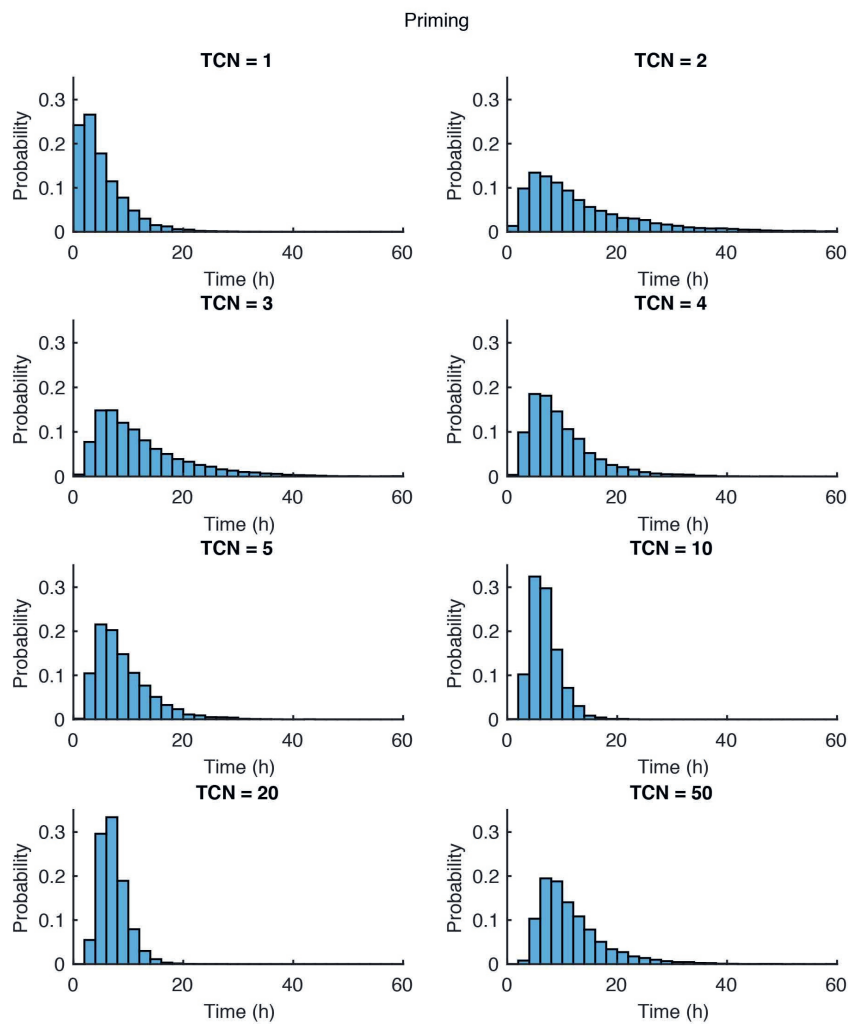 Priming
TCN = 1
TCN = 2
Probability
0.3
0.2
0.1
0
0 20 40 60
Time (h)
Probability
0.3
0.2
0.1
0
0 20 40 60
Time (h)
TCN = 3
TCN = 4
Probability
0.3
0.2
0.1
0
0 20 40 60
Time (h)
Probability
0.3
0.2
0.1
0
0 20 40 60
Time (h)
TCN = 5
TCN = 10
Probability
0.3
0.2
0.1
0
0 20 40 60
Time (h)
Probability
0.3
0.2
0.1
0
0 20 40 60
Time (h)
TCN = 20
TCN = 50
Probability
0.3
0.2
0.1
0
0 20 40 60
Time (h)
Probability
0.3
0.2
0.1
0
0 20 40 60
Time (h)